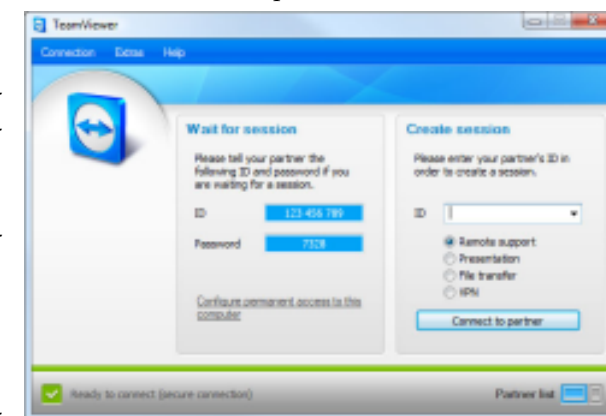 TeamViewer
Connection Extras Help
Wait for session
Please tell your partner the
following ID and password if you
are waiting for a session.
ID 123 456 789
Password 7328
Configure permanent access to this
computer
Create session
Please enter your partner's ID in
order to create a session.
ID
Remote support
Presentation
File transfer
VPN
Connect to partner
Ready to connect (secure connection)
Partner list